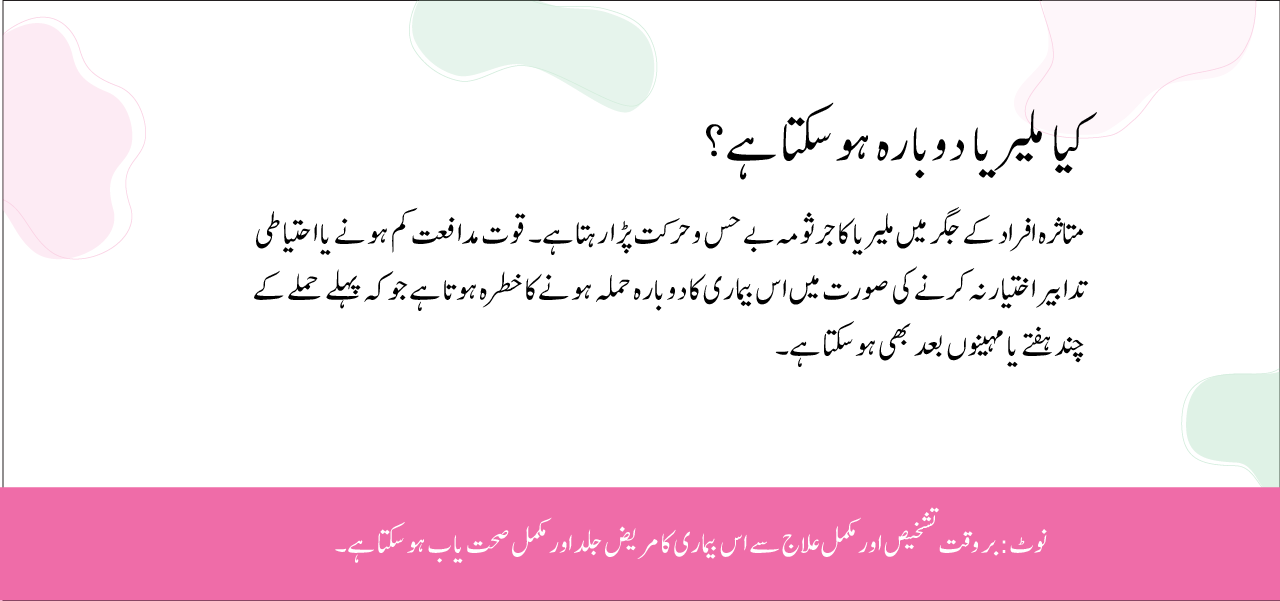 کیا ملیریا دوبارہ ہو سکتا ہے؟
متاثرہ افراد کے جگر میں ملیریا کا جرثومہ بے حس و حرکت پڑا رہتا ہے۔ قوت مدافعت کم ہونے یا احتیاطی
تدابیر اختیار نہ کرنے کی صورت میں اس بیماری کا دوبارہ حملہ ہونے کا خطرہ ہوتا ہے جو کہ پہلے حملے کے
چند ہفتے یا مہینوں بعد بھی ہو سکتا ہے۔
نوٹ: بر وقت تشخیص اور مکمل علاج سے اس بیماری کا مریض جلد اور مکمل صحت یاب ہو سکتا ہے۔